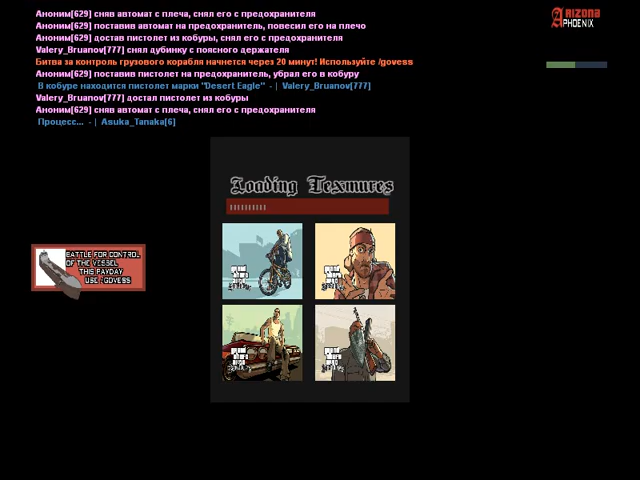 Аноним[629] сняв автомат с плеча, снял его с предохранителя
Аноним[629] поставив автомат на предохранитель, повесил его на плечо
Аноним[629] достав пистолет из кобуры, снял его с предохранителя
Valery_Bruanov[777] снял дубинку с поясного держателя
Битва за контроль грузового корабля начнется через 20 минут! Используйте /govess
Аноним[629] поставив пистолет на предохранитель, убрал его в кобуру
В кобуре находится пистолет марки "Desert Eagle" - | Valery_Bruanov[777]
Valery_Bruanov[777] достал пистолет из кобуры
Аноним[629] сняв автомат с плеча, снял его с предохранителя
Процесс... - | Asuka_Tanaka[6]
ARIZONA
PHOENIX
Loading Texmures
BATTLE FOR CONTROL
OF THE VESSEL
THIS PAYDAY
USE: /GOVESS